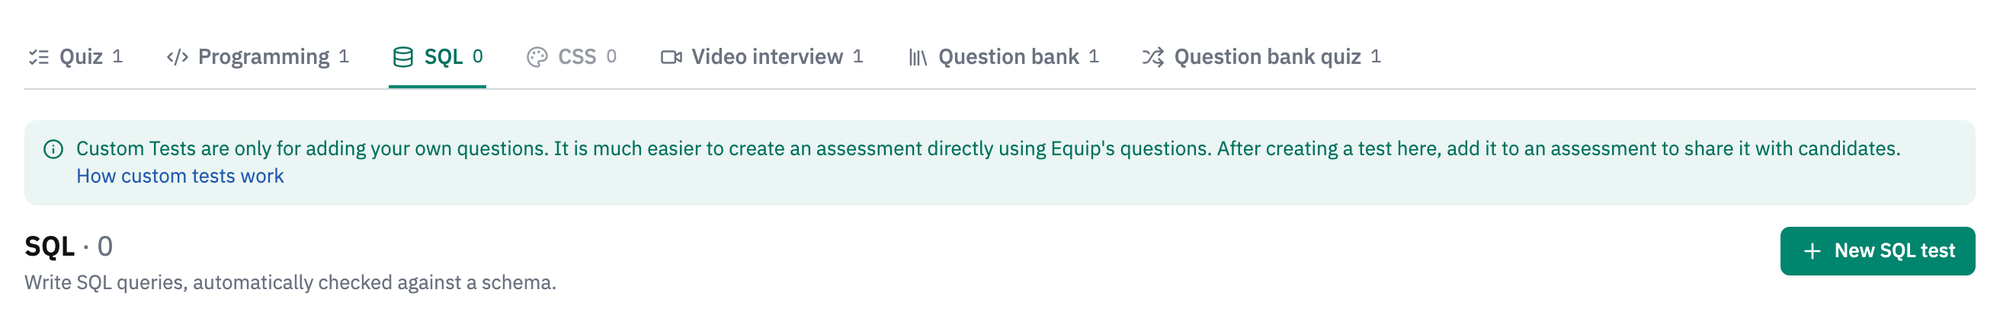 Quiz 1 Programming 1 SQL 0 CSS 0 Video interview 1 Question bank 1 Question bank quiz 1
Custom Tests are only for adding your own questions. It is much easier to create an assessment directly using Equip's questions. After creating a test here, add it to an assessment to share it with candidates.
How custom tests work
SQL · 0
New SQL test
Write SQL queries, automatically checked against a schema.